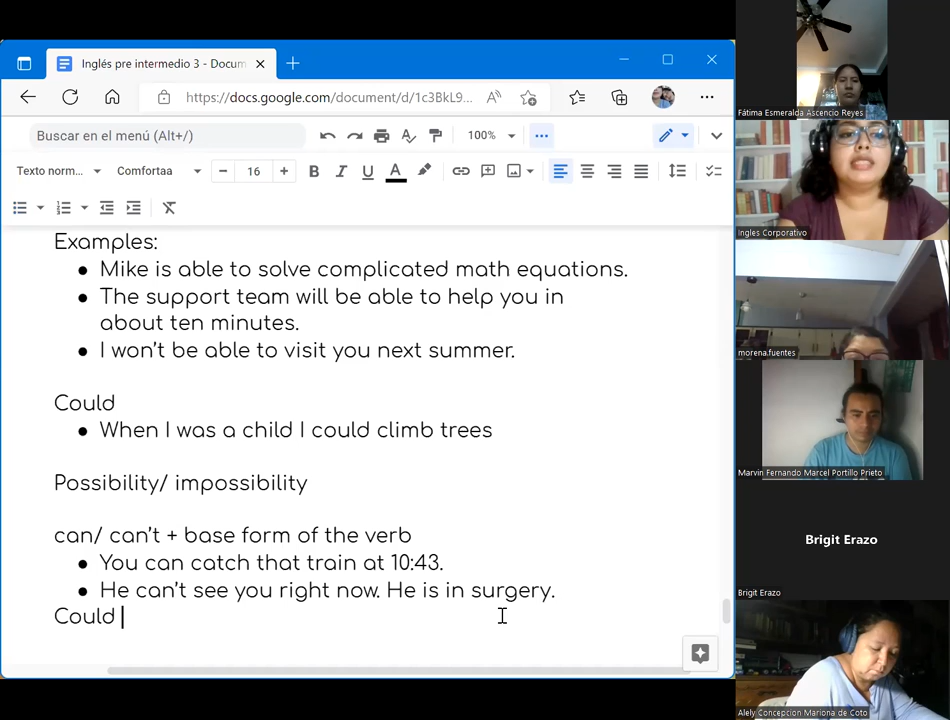 Inglés pre intermedio 3 - Docum
https://docs.google.com/document/d/1c3BkL9...
Buscar en el menú (Alt+/)
100%
Texto norm...
Comfortaa
16
Examples:
● Mike is able to solve complicated math equations.
● The support team will be able to help you in
about ten minutes.
● I won't be able to visit you next summer.
Could
● When I was a child I could climb trees
Possibility/ impossibility
can/ can't + base form of the verb
● You can catch that train at 10:43.
● He can't see you right now. He is in surgery.
Could
Fátima Esmeralda Ascencio Reyes
Ingles Corporativo
morena.fuentes
Marvin Fernando Marcel Portillo Prieto
Brigit Erazo
Brigit Erazo
Alely Concepcion Mariona de Coto